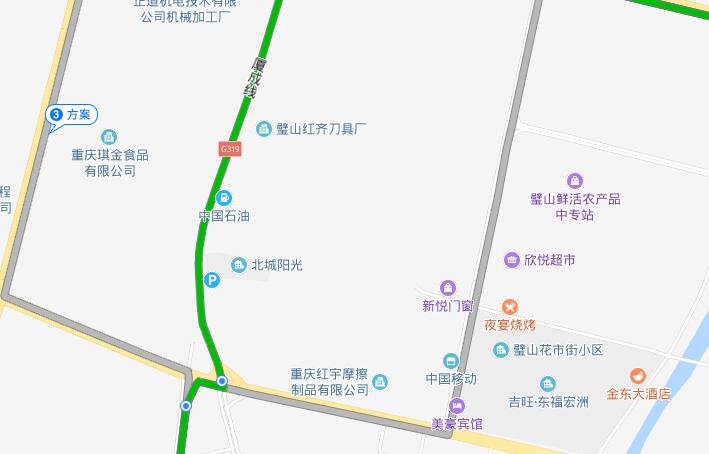 正道机电技术有限
公司机械加工厂
厦成线
3 方案
璧山红齐刀具厂
G319
重庆琪金食品
有限公司
璧山鲜活农产品
中专站
程
司
中国石油
欣悦超市
北城阳光
P
新悦门窗
夜宴烧烤
璧山花市街小区
重庆红宇摩擦
制品有限公司
中国移动
吉旺·东福宏洲
金东大酒店
美豪宾馆